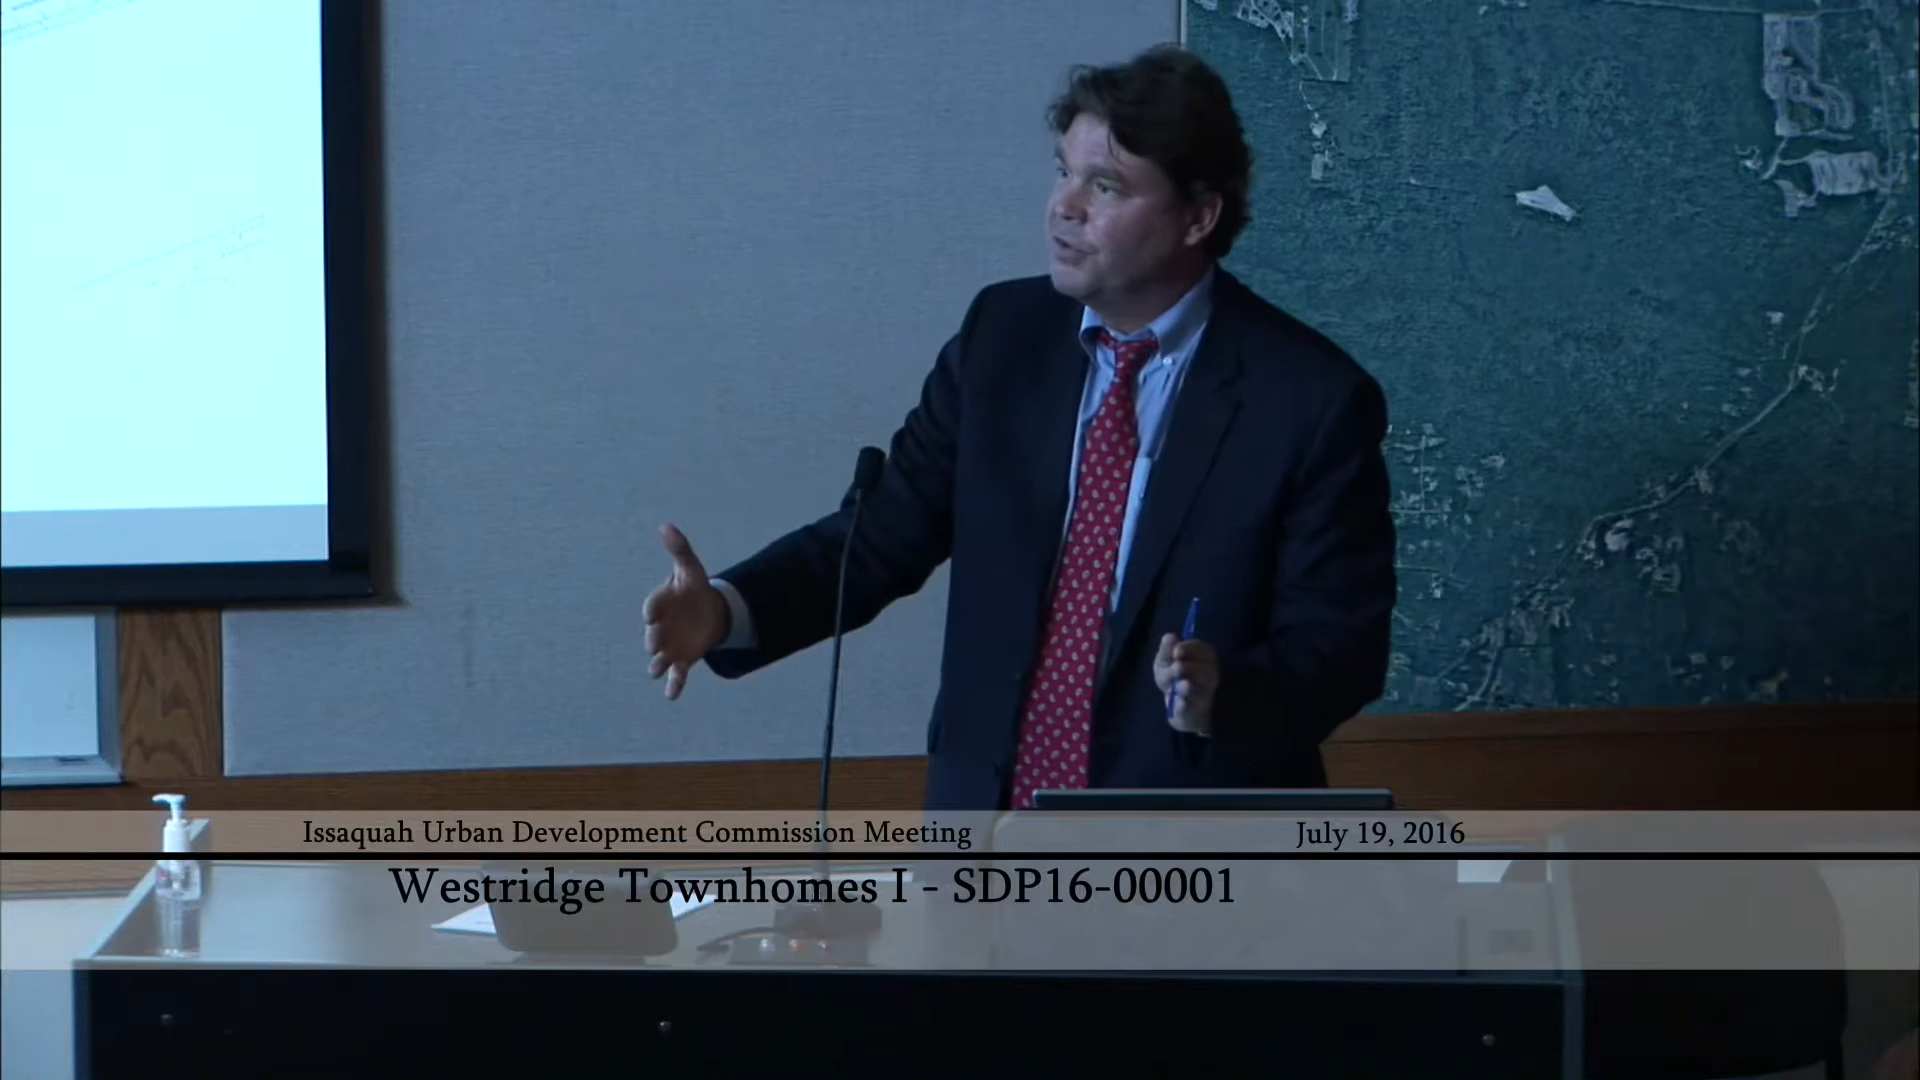 Issaquah Urban Development Commission Meeting July 19, 2016
Westridge Townhomes I - SDP16-00001